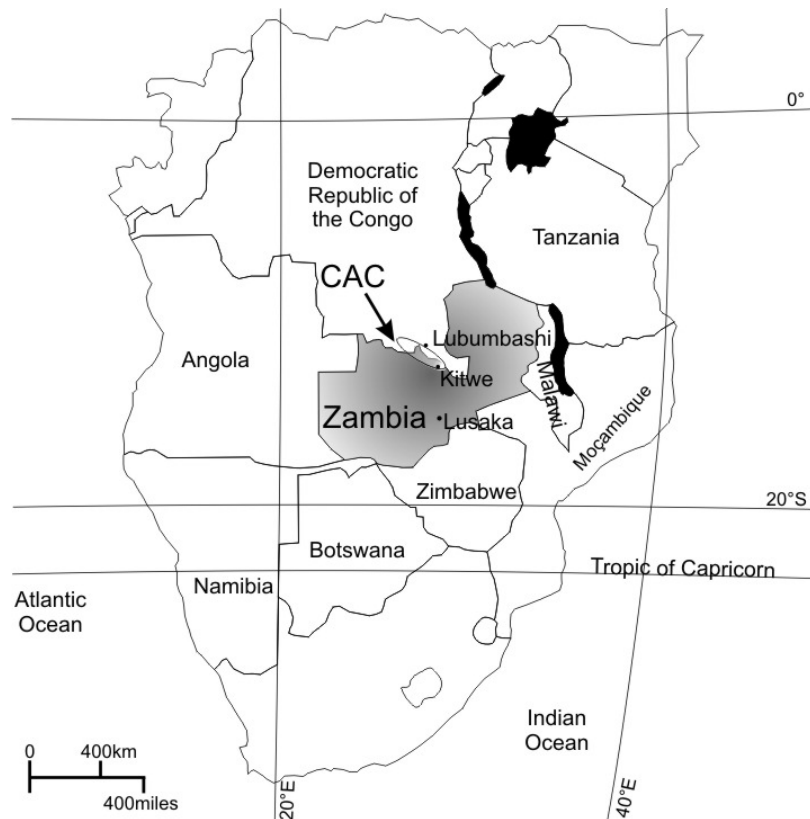 0°
Democratic
Republic of
the Congo
Tanzania
CAC
Lubumbashi
Angola
Kitwe
Malawi
Zambia
Lusaka
Moçambique
Zimbabwe
20°S
Botswana
Tropic of Capricorn
Namibia
Atlantic
Ocean
Indian
Ocean
0 400km
400miles
20°E
40°E